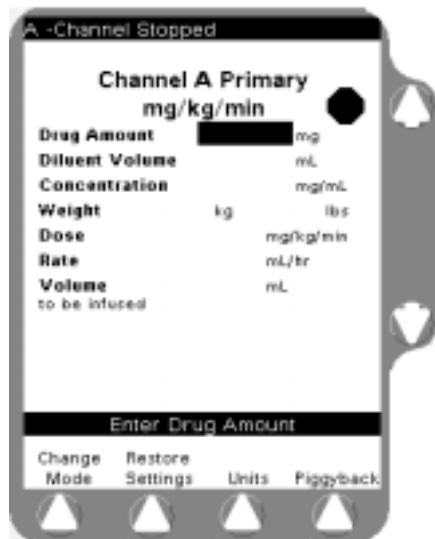 A -Channel Stopped
Channel A Primary
mg/kg/min
Drug Amount mg
Diluent Volume mL
Concentration mg/mL
Weight kg lbs
Dose mg/kg/min
Rate mL/hr
Volume mL
to be infused
Enter Drug Amount
Change Restore
Mode Settings Units Piggyback